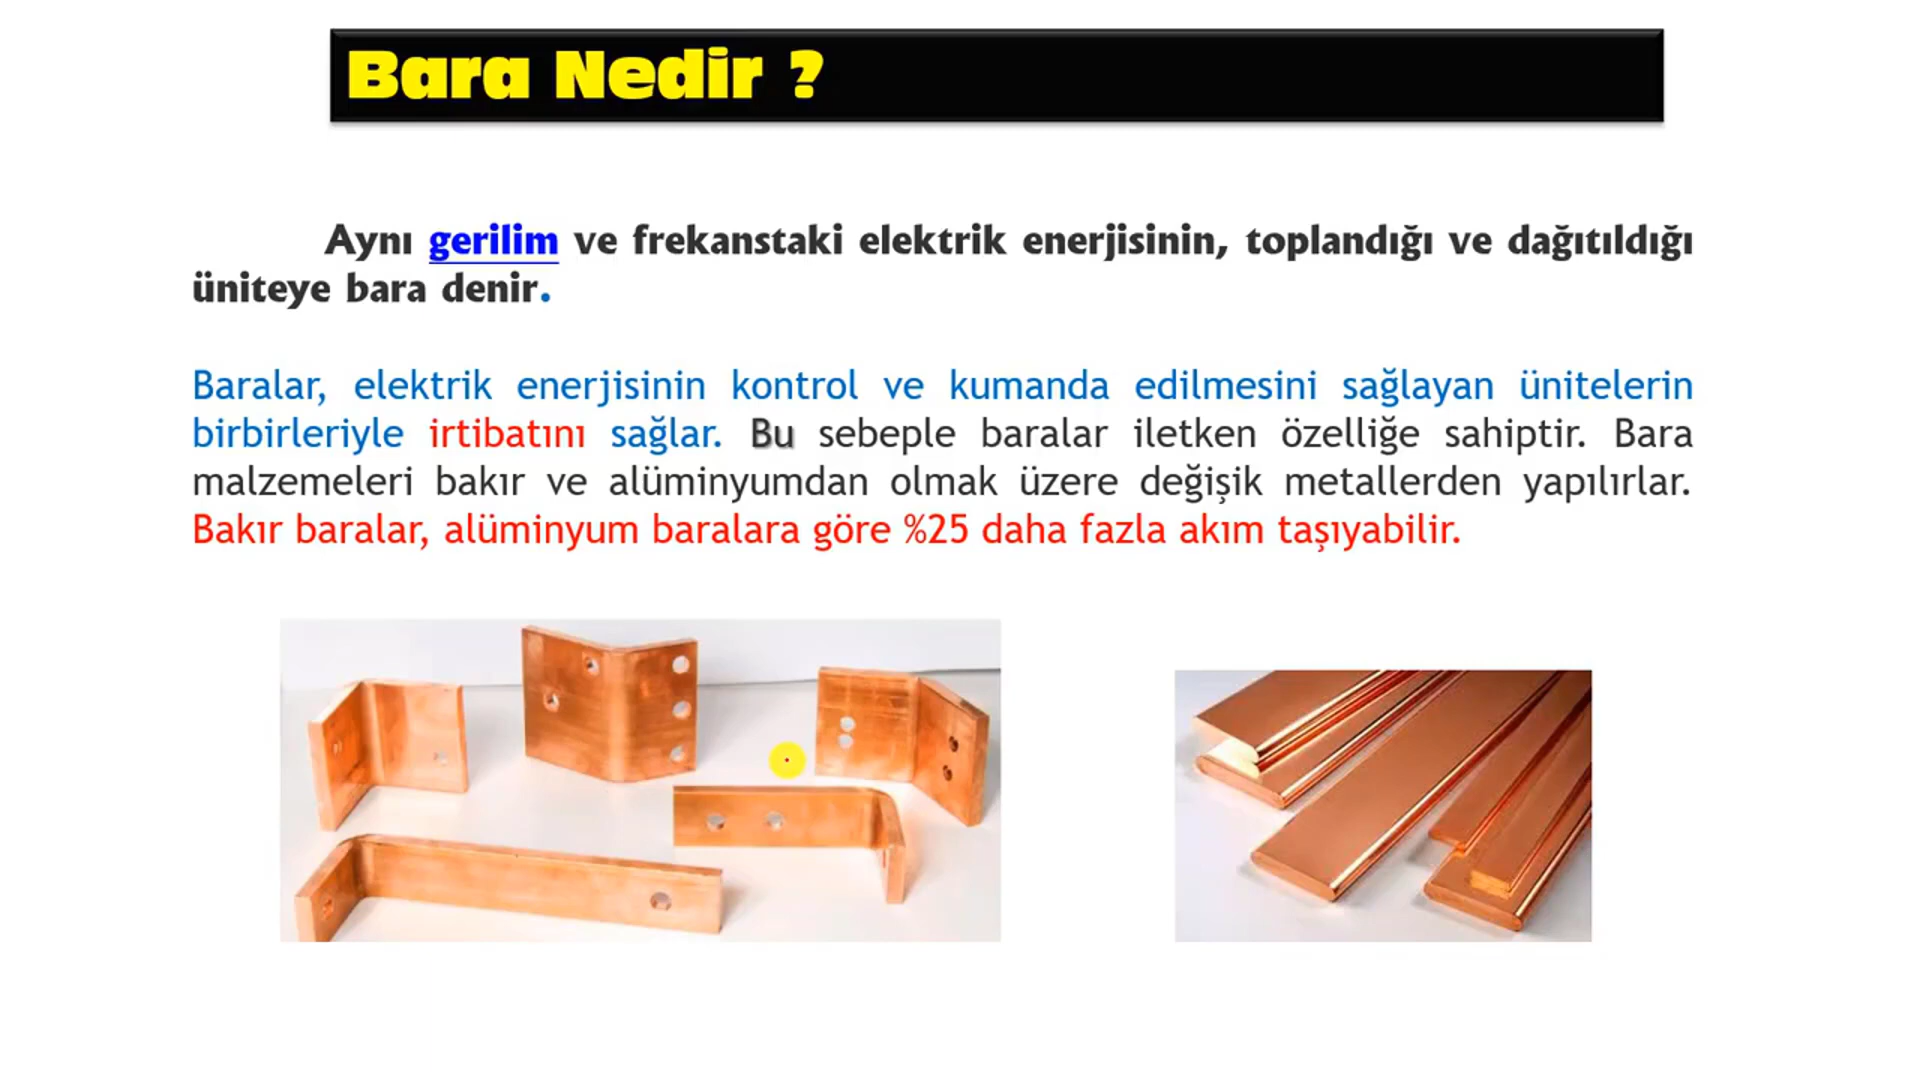 Bara Nedir ?
Aynı gerilim ve frekanstaki elektrik enerjisinin, toplandığı ve dağıtıldığı
üniteye bara denir.
Baralar, elektrik enerjisinin kontrol ve kumanda edilmesini sağlayan ünitelerin
birbirleriyle irtibatını sağlar. Bu sebeple baralar iletken özelliğe sahiptir. Bara
malzemeleri bakır ve alüminyumdan olmak üzere değişik metallerden yapılırlar.
Bakır baralar, alüminyum baralara göre %25 daha fazla akım taşıyabilir.